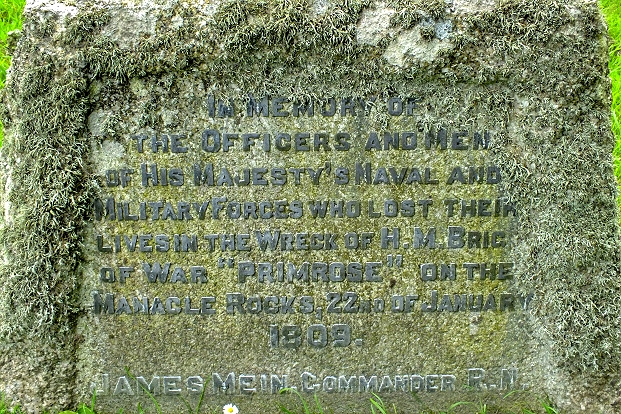 IN MEMORY OF
THE OFFICERS AND MEN
OF HIS MAJESTY'S NAVAL AND
MILITARY FORCES WHO LOST THEIR
LIVES IN THE WRECK OF H.M. BRIG
OF WAR "PRIMROSE" ON THE
MANACLE ROCKS, 22ND OF JANUARY
1809.
JAMES MEIN, COMMANDER R.N.